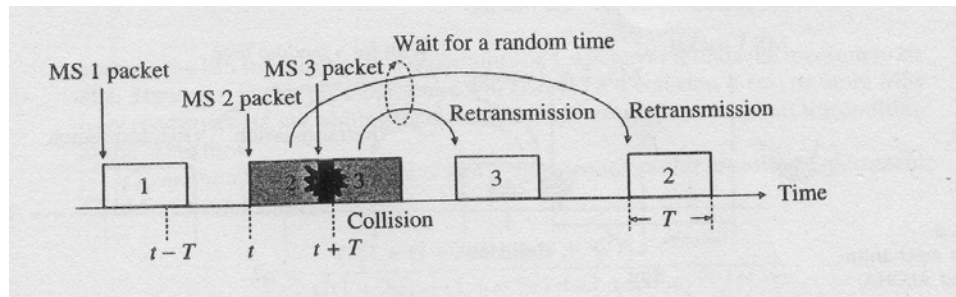 Wait for a random time
MS 1 packet
MS 3 packet
MS 2 packet
Retransmission
Retransmission
1
2
3
3
2
Time
Collision
T
t – T
t
t + T